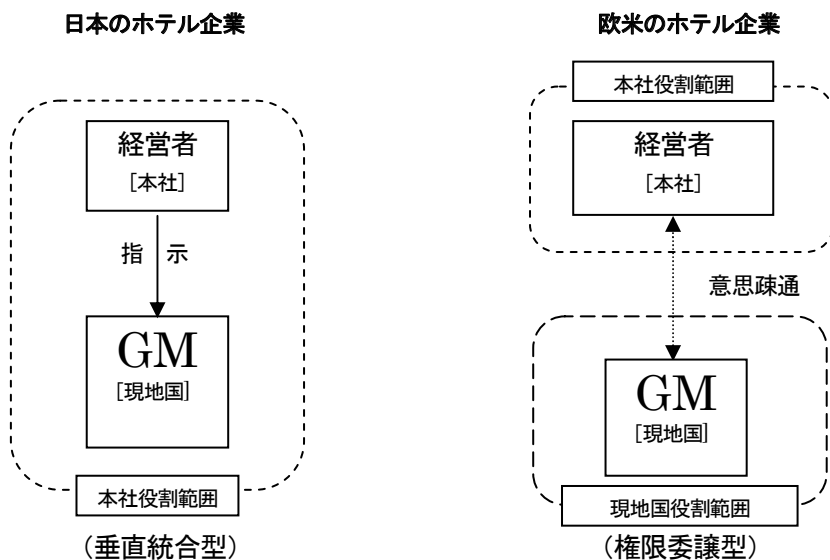 日本のホテル企業
経営者
［本社］
指 示
GM
［現地国］
本社役割範囲
（垂直統合型）
欧米のホテル企業
本社役割範囲
経営者
［本社］
意思疎通
GM
［現地国］
現地国役割範囲
（権限委譲型）